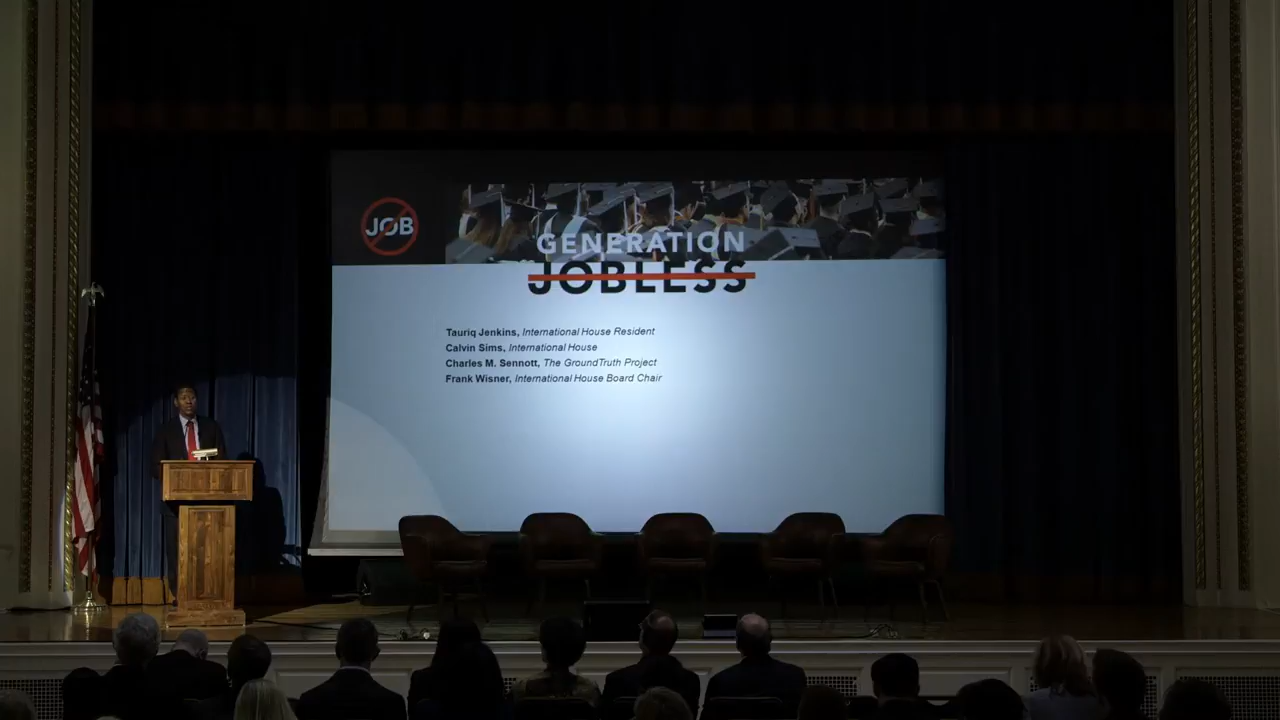 JOB
GENERATION
JOBLESS
Tauriq Jenkins, International House Resident
Calvin Sims, International House
Charles M. Sennott, The GroundTruth Project
Frank Wisner, International House Board Chair